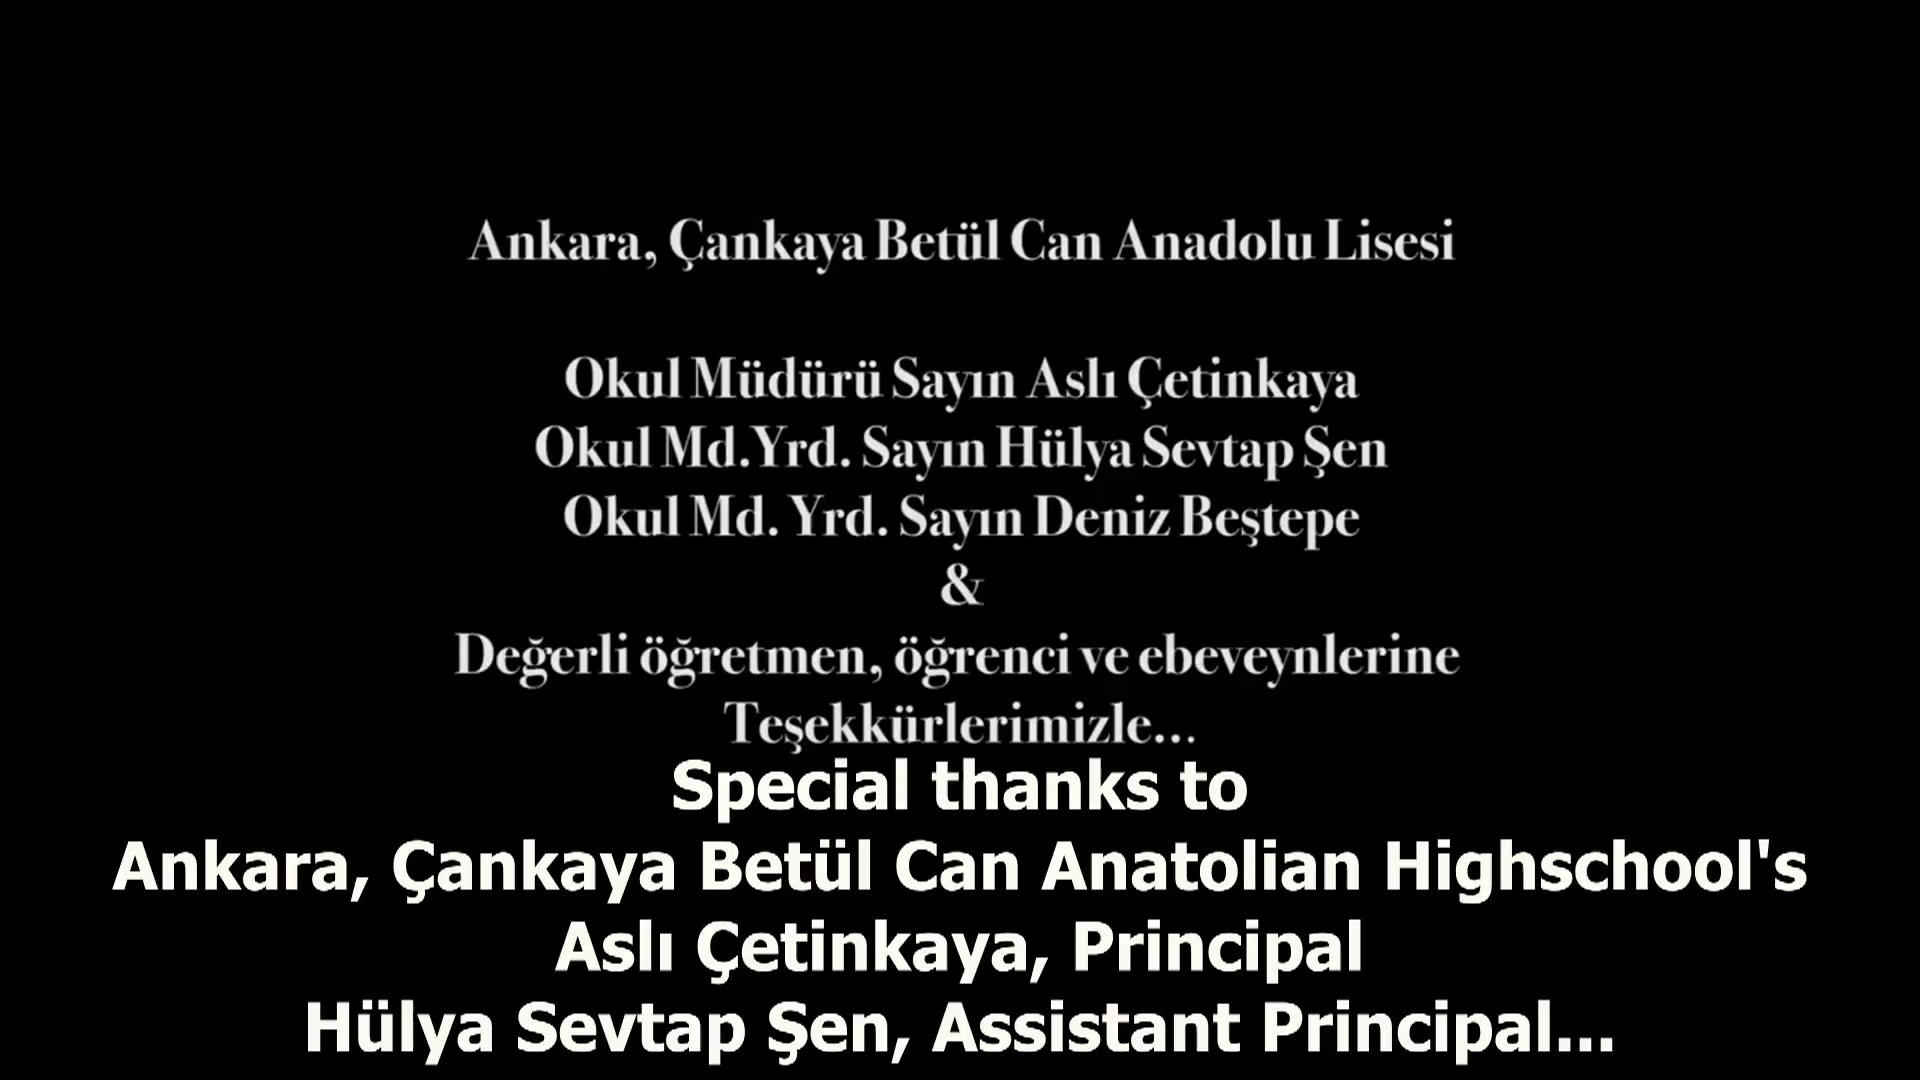 Ankara, Çankaya Betül Can Anadolu Lisesi
Okul Müdürü Sayın Aslı Çetinkaya
Okul Md.Yrd. Sayın Hülya Sevtap Şen
Okul Md. Yrd. Sayın Deniz Beştepe
&
Değerli öğretmen, öğrenci ve ebeveynlerine
Teşekkürlerimizle...
Special thanks to
Ankara, Çankaya Betül Can Anatolian Highschool's
Aslı Çetinkaya, Principal
Hülya Sevtap Şen, Assistant Principal...